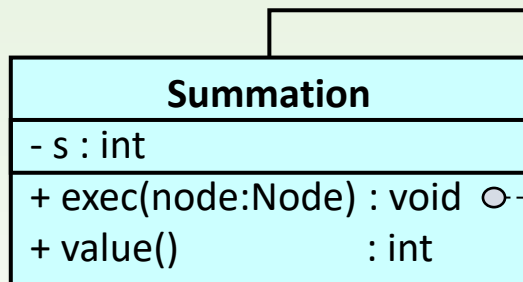 Summation
- s : int
+ exec(node:Node) : void
+ value() : int